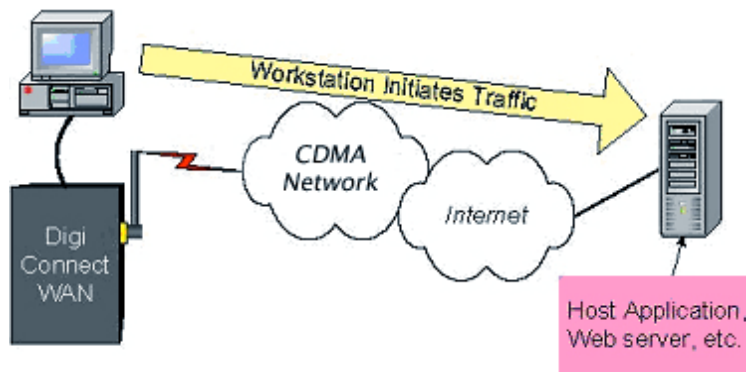 Workstation Initiates Traffic
CDMA
Network
Internet
Digi
Connect
WAN
Host Application,
Web server, etc.